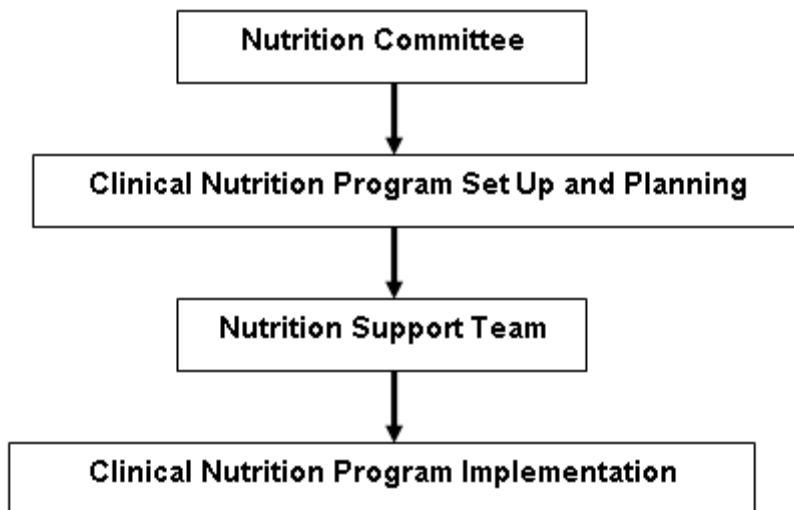 Nutrition Committee
Clinical Nutrition Program Set Up and Planning
Nutrition Support Team
Clinical Nutrition Program Implementation